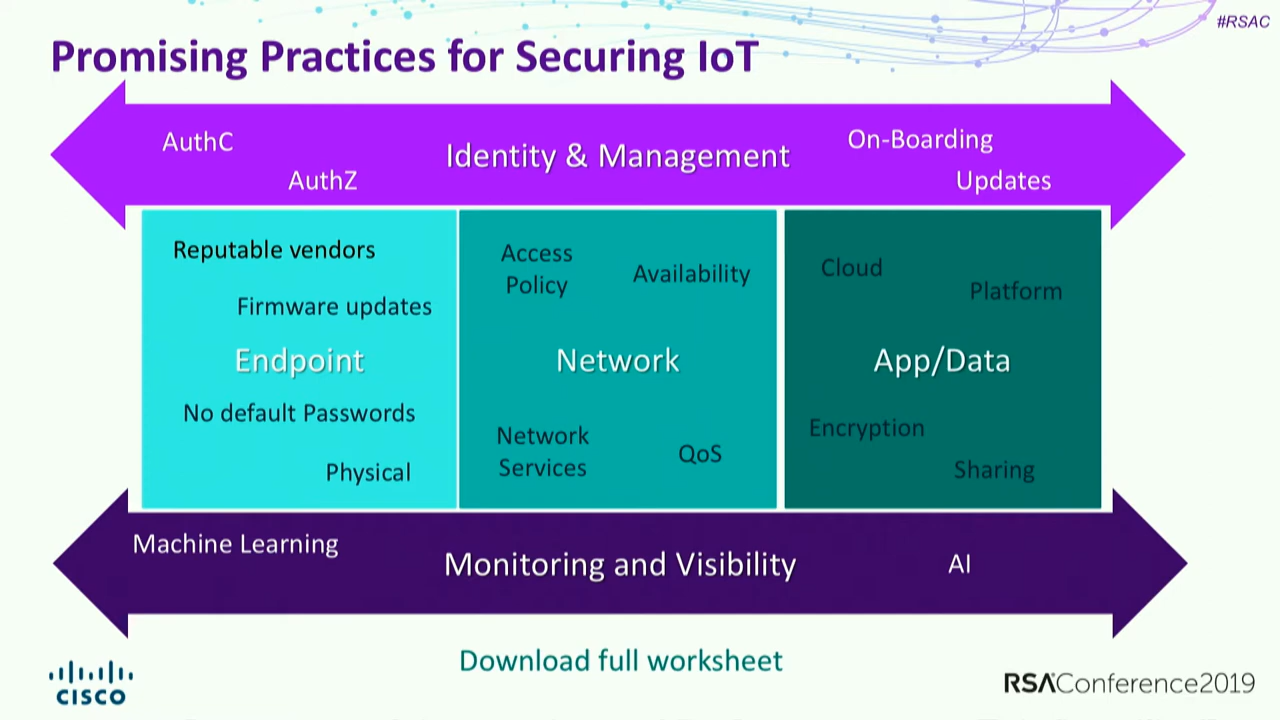 #RSAC
Promising Practices for Securing IoT
AuthC
AuthZ
Identity & Management
On-Boarding
Updates
Reputable vendors
Firmware updates
Endpoint
No default Passwords
Physical
Access
Policy
Availability
Network
Network
Services
QoS
Cloud
Platform
App/Data
Encryption
Sharing
Machine Learning
Monitoring and Visibility
AI
Download full worksheet
CISCO
RSAConference2019